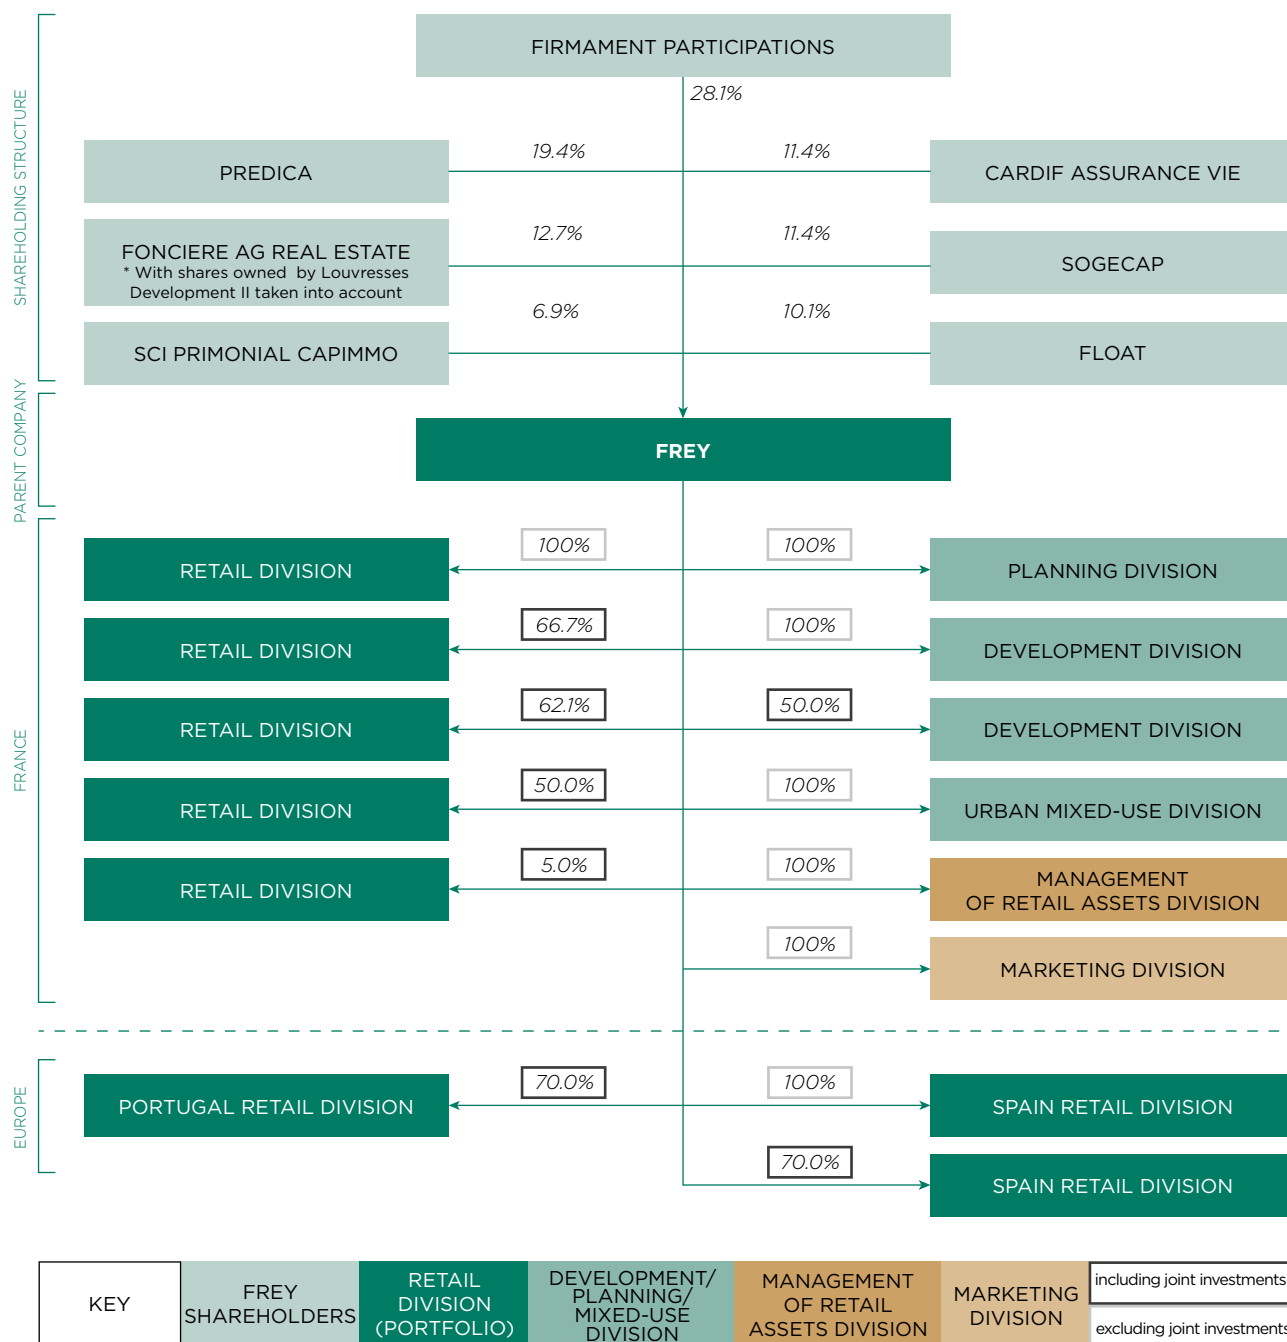 SHAREHOLDING STRUCTURE
FIRMAMENT PARTICIPATIONS
28.1%
PREDICA
19.4%
11.4%
CARDIF ASSURANCE VIE
FONCIERE AG REAL ESTATE
* With shares owned by Louvresses
Development II taken into account
12.7%
11.4%
SOGECAP
SCI PRIMONIAL CAPIMMO
6.9%
10.1%
FLOAT
PARENT COMPANY
FREY
FRANCE
RETAIL DIVISION
100%
100%
PLANNING DIVISION
RETAIL DIVISION
66.7%
100%
DEVELOPMENT DIVISION
RETAIL DIVISION
62.1%
50.0%
DEVELOPMENT DIVISION
RETAIL DIVISION
50.0%
100%
URBAN MIXED-USE DIVISION
RETAIL DIVISION
5.0%
100%
MANAGEMENT
OF RETAIL ASSETS DIVISION
100%
MARKETING DIVISION
EUROPE
PORTUGAL RETAIL DIVISION
70.0%
100%
SPAIN RETAIL DIVISION
70.0%
SPAIN RETAIL DIVISION
KEY
FREY
SHAREHOLDERS
RETAIL
DIVISION
(PORTFOLIO)
DEVELOPMENT/
PLANNING/
MIXED-USE
DIVISION
MANAGEMENT
OF RETAIL
ASSETS DIVISION
MARKETING
DIVISION
including joint investments
excluding joint investments